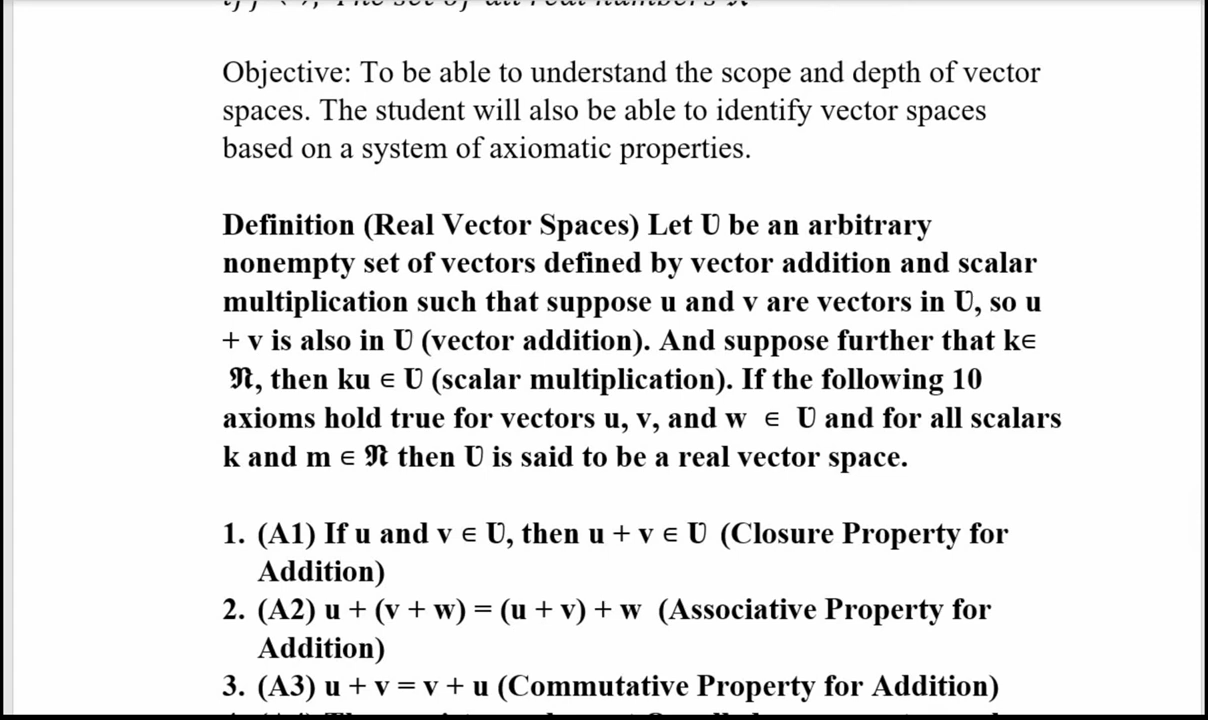 Objective: To be able to understand the scope and depth of vector
spaces. The student will also be able to identify vector spaces
based on a system of axiomatic properties.
Definition (Real Vector Spaces) Let Ʊ be an arbitrary
nonempty set of vectors defined by vector addition and scalar
multiplication such that suppose u and v are vectors in Ʊ, so u
+ v is also in Ʊ (vector addition). And suppose further that k∈
𝕽, then ku ∈ Ʊ (scalar multiplication). If the following 10
axioms hold true for vectors u, v, and w ∈ Ʊ and for all scalars
k and m ∈ 𝕽 then Ʊ is said to be a real vector space.
1. (A1) If u and v ∈ Ʊ, then u + v ∈ Ʊ (Closure Property for
Addition)
2. (A2) u + (v + w) = (u + v) + w (Associative Property for
Addition)
3. (A3) u + v = v + u (Commutative Property for Addition)